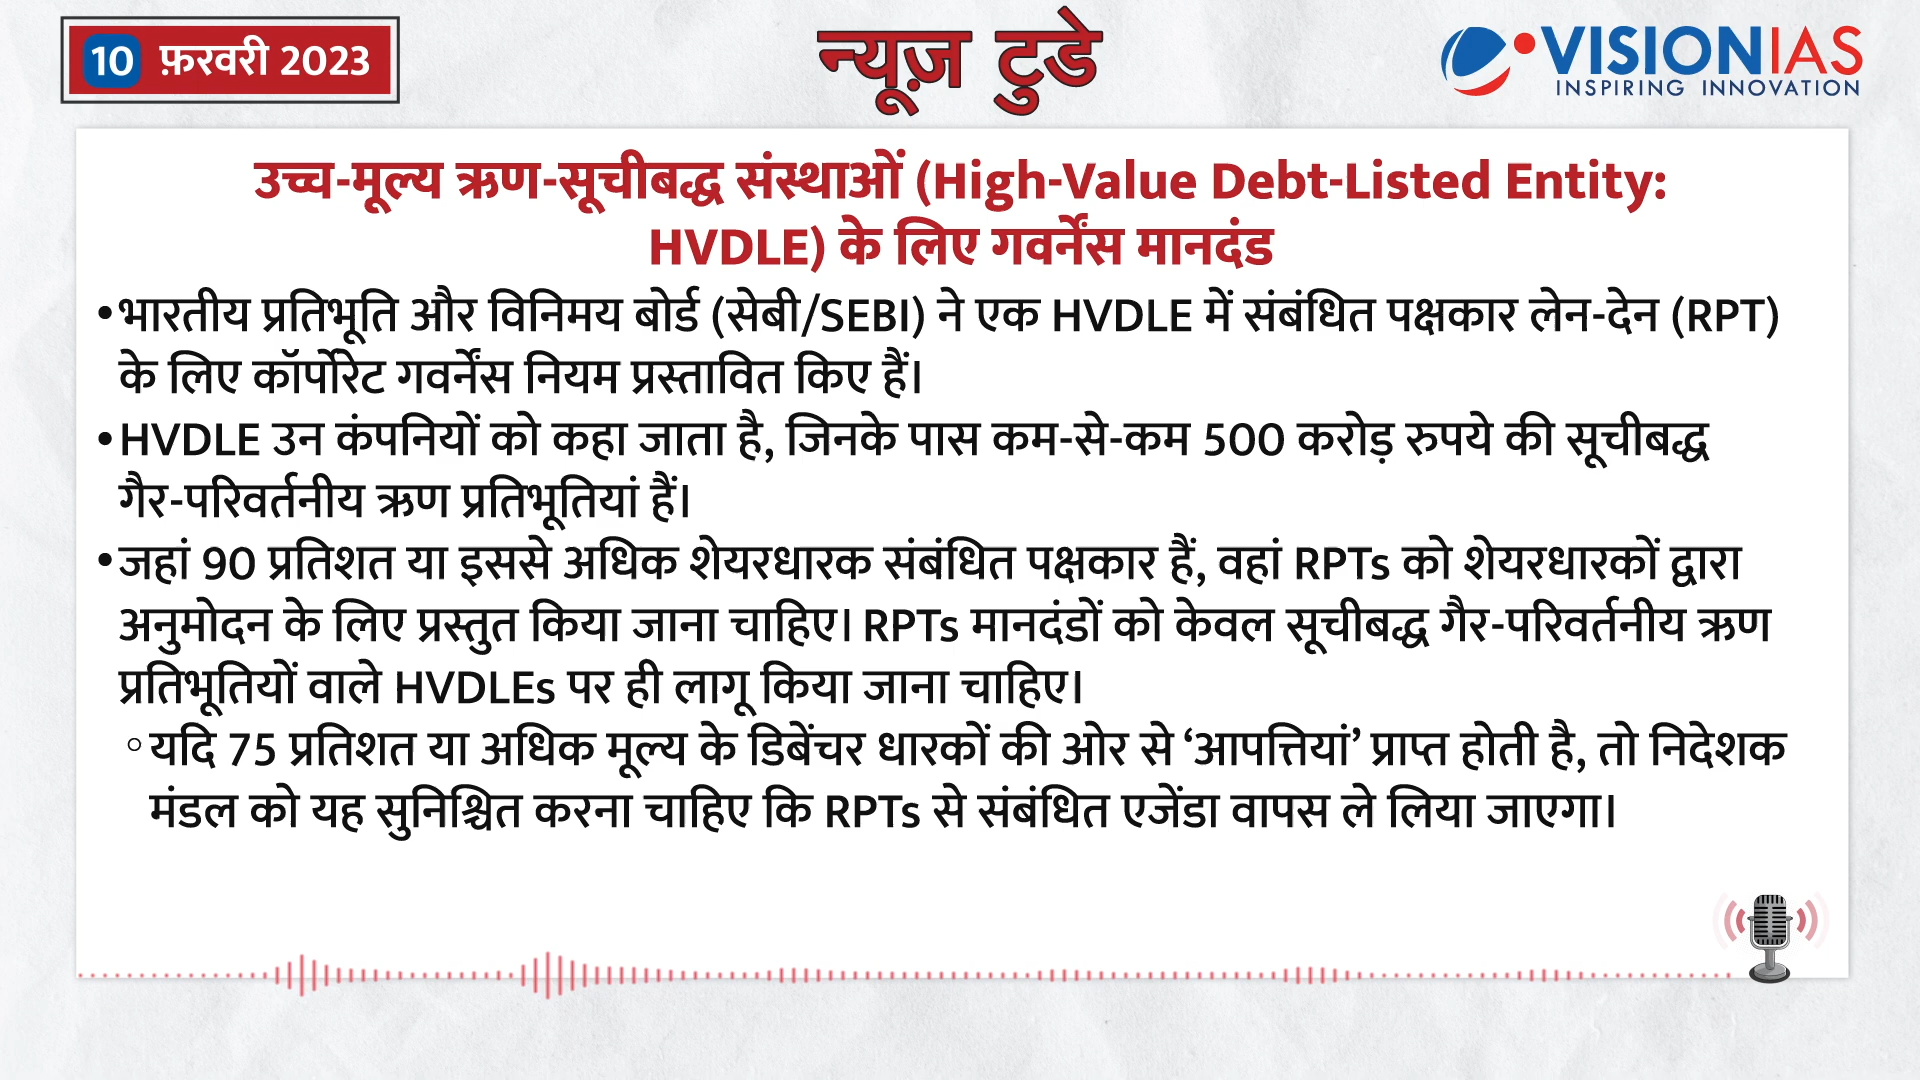 10 फ़रवरी 2023
न्यूज़ टुडे
VISIONIAS
INSPIRING INNOVATION
उच्च-मूल्य ऋण-सूचीबद्ध संस्थाओं (High-Value Debt-Listed Entity:
HVDLE) के लिए गवर्नेंस मानदंड
•भारतीय प्रतिभूति और विनिमय बोर्ड (सेबी/SEBI) ने एक HVDLE में संबंधित पक्षकार लेन-देन (RPT)
के लिए कॉर्पोरेट गवर्नेंस नियम प्रस्तावित किए हैं।
•HVDLE उन कंपनियों को कहा जाता है, जिनके पास कम-से-कम 500 करोड़ रुपये की सूचीबद्ध
गैर-परिवर्तनीय ऋण प्रतिभूतियां हैं।
•जहां 90 प्रतिशत या इससे अधिक शेयरधारक संबंधित पक्षकार हैं, वहां RPTs को शेयरधारकों द्वारा
अनुमोदन के लिए प्रस्तुत किया जाना चाहिए। RPTs मानदंडों को केवल सूचीबद्ध गैर-परिवर्तनीय ऋण
प्रतिभूतियों वाले HVDLEs पर ही लागू किया जाना चाहिए।
◦यदि 75 प्रतिशत या अधिक मूल्य के डिबेंचर धारकों की ओर से ‘आपत्तियां’ प्राप्त होती है, तो निदेशक
मंडल को यह सुनिश्चित करना चाहिए कि RPTs से संबंधित एजेंडा वापस ले लिया जाएगा।